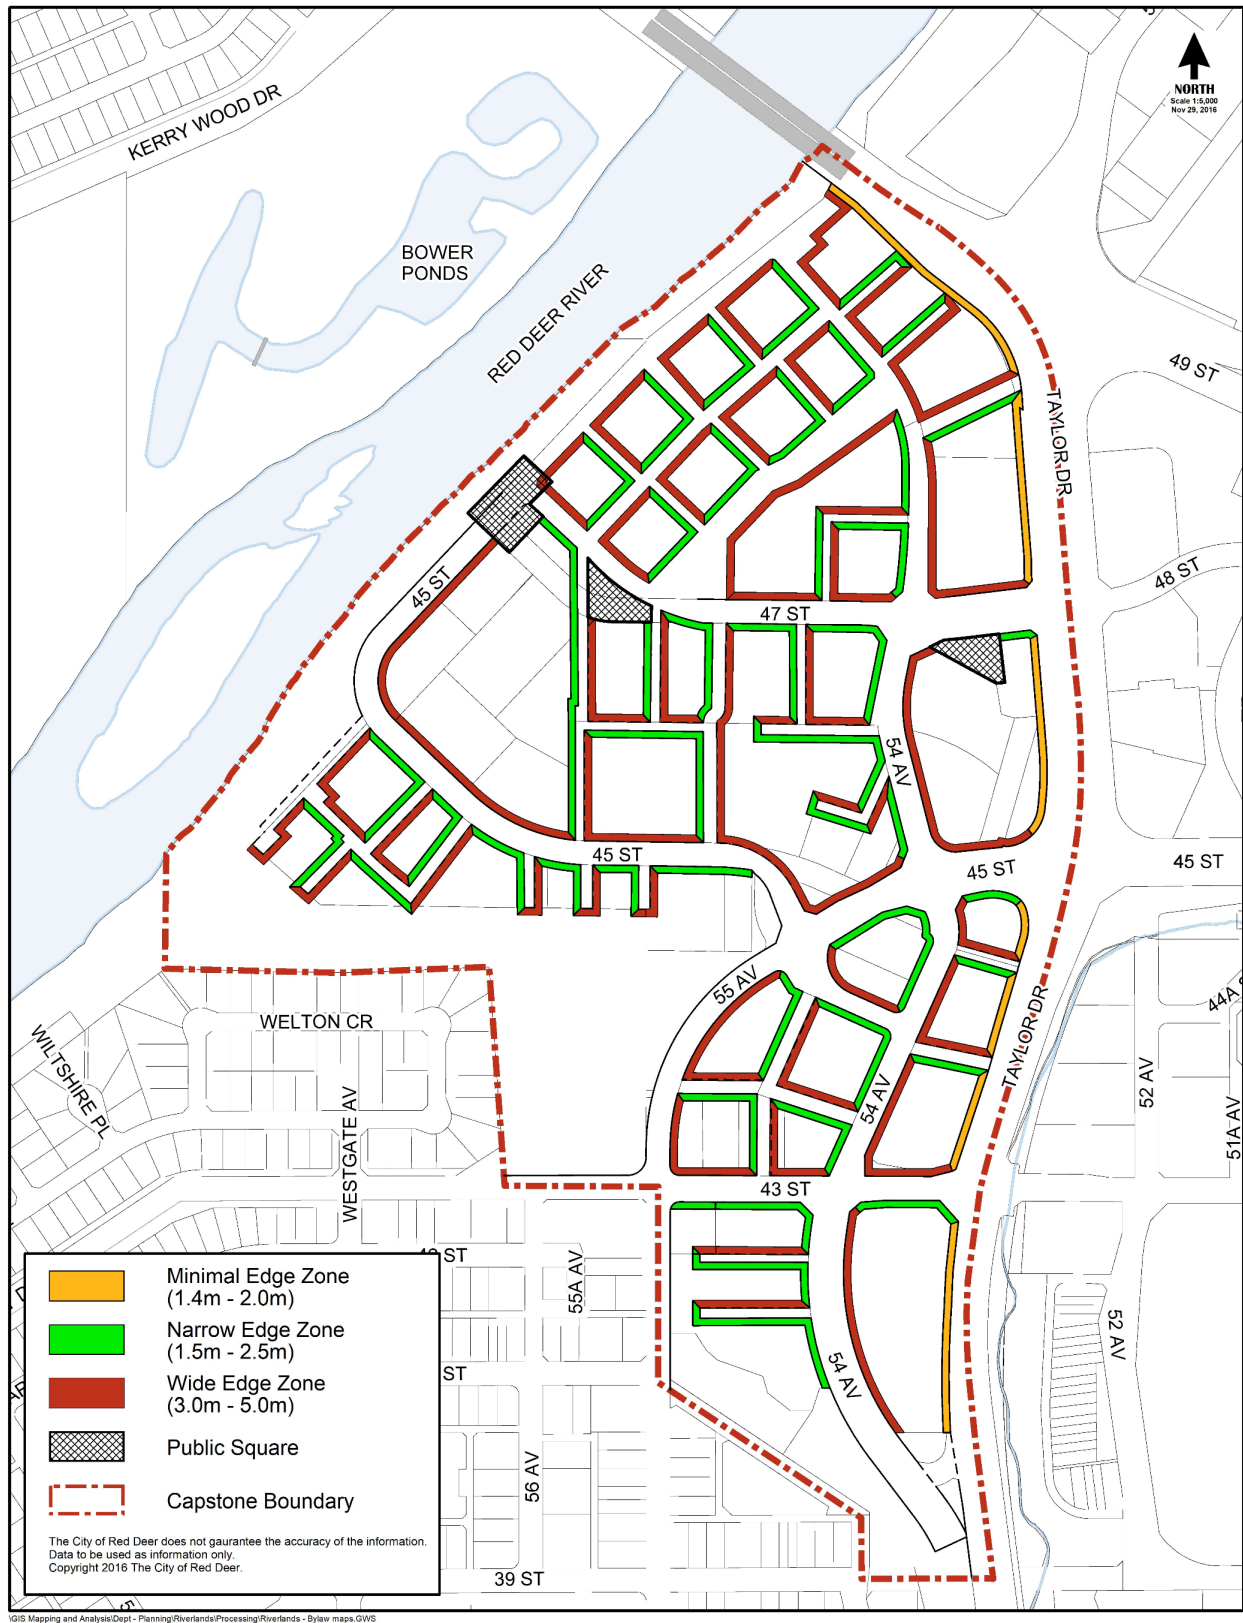 NORTH
Scale 1:5,000
Nov 29, 2016
KERRY WOOD DR
BOWER
PONDS
RED DEER RIVER
49 ST
TAYLOR DR
48 ST
45 ST
47 ST
54 AV
45 ST
45 ST
45 ST
55 AV
44A
WELTON CR
WILTSHIRE PL
WESTGATE AV
TAYLOR DR
52 AV
51A AV
54 AV
43 ST
ST
55A AV
52 AV
54 AV
ST
56 AV
39 ST
Minimal Edge Zone
(1.4m - 2.0m)
Narrow Edge Zone
(1.5m - 2.5m)
Wide Edge Zone
(3.0m - 5.0m)
Public Square
Capstone Boundary
The City of Red Deer does not gaurantee the accuracy of the information.
Data to be used as information only.
Copyright 2016 The City of Red Deer.
\GIS Mapping and Analysis\Dept - Planning\Riverlands\Processing\Riverlands - Bylaw maps.GWS